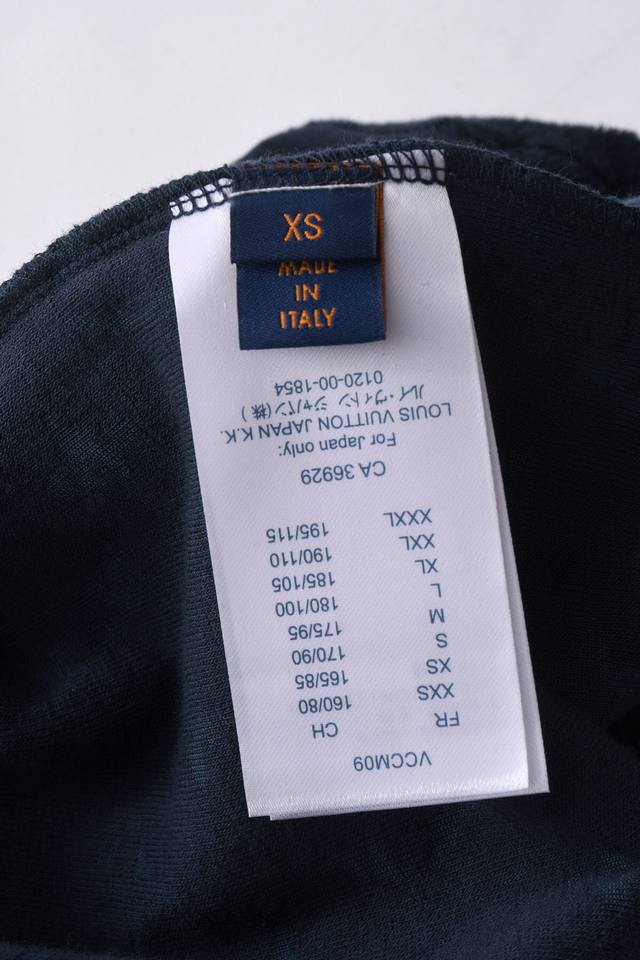 XS
MADE
IN
ITALY
VCCM09
FR CH
XXS 160/80
XS 165/85
S 170/90
M 175/95
L 180/100
XL 185/105
XXL 190/110
XXXL 195/115
CA 36929
For Japan only:
LOUIS VUITTON JAPAN K.K.
ルイ・ヴィトン ジャパン(株)
0120-00-1854